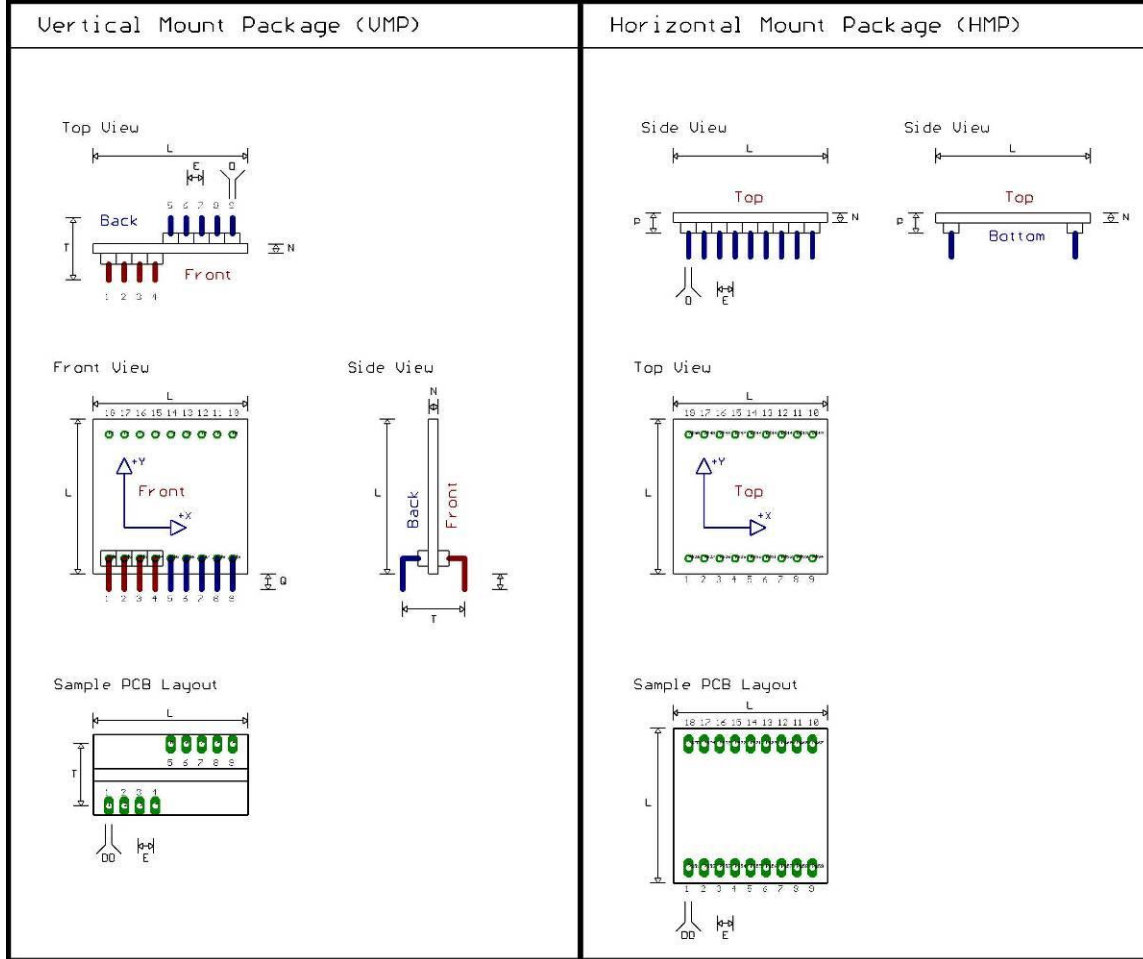 Vertical Mount Package (VMP)
Top View
L
E
D
5 6 7 8 9
Back
T
N
Front
1 2 3 4
Front View
L
18 17 16 15 14 13 12 11 10
+Y
L
Front
+X
Q
1 2 3 4 5 6 7 8 9
Side View
N
L
Back
Front
T
Sample PCB Layout
L
T
5 6 7 8 9
1 2 3 4
DD
E
Horizontal Mount Package (HMP)
Side View
L
Top
P
N
D
E
Side View
L
Top
P
N
Bottom
Top View
L
18 17 16 15 14 13 12 11 10
+Y
L
Top
+X
1 2 3 4 5 6 7 8 9
Sample PCB Layout
L
18 17 16 15 14 13 12 11 10
L
1 2 3 4 5 6 7 8 9
DD
E